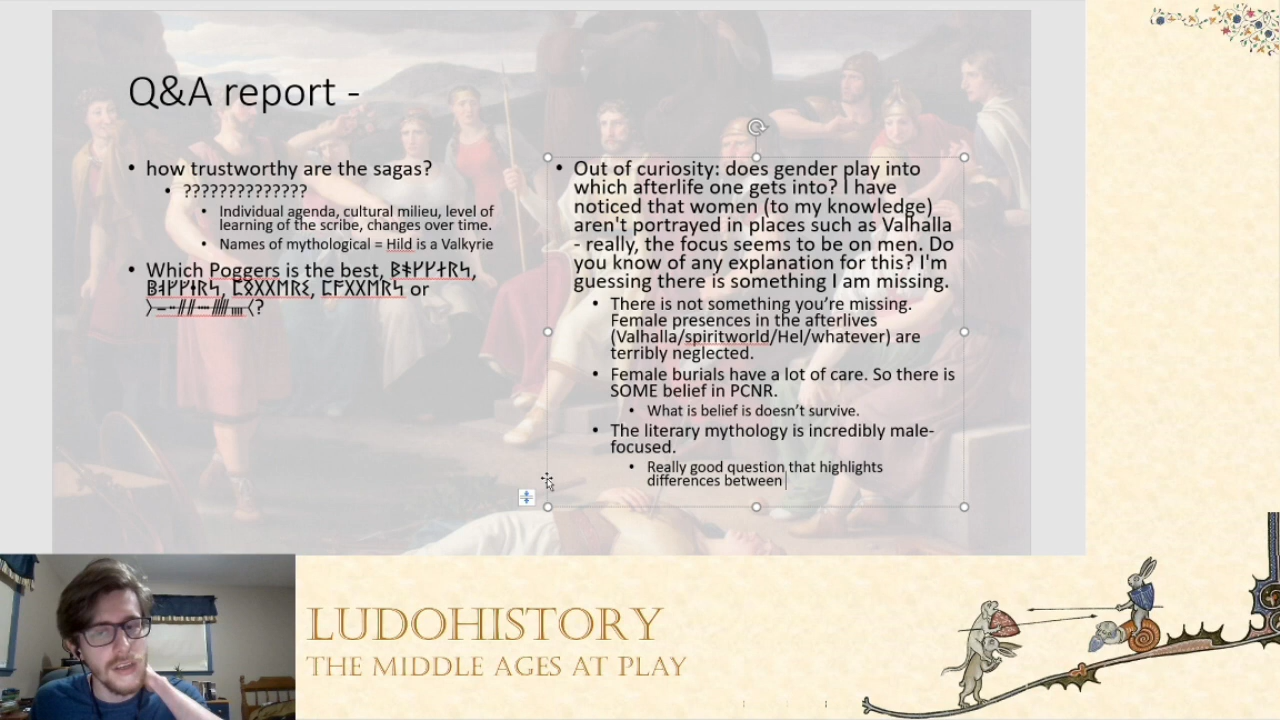 Q&A report -
how trustworthy are the sagas?
??????????????
Individual agenda, cultural milieu, level of
learning of the scribe, changes over time.
Names of mythological = Hild is a Valkyrie
Which Poggers is the best,
or
?
Out of curiosity: does gender play into
which afterlife one gets into? I have
noticed that women (to my knowledge)
aren't portrayed in places such as Valhalla
- really, the focus seems to be on men. Do
you know of any explanation for this? I'm
guessing there is something I am missing.
There is not something you’re missing.
Female presences in the afterlives
(Valhalla/spiritworld/Hel/whatever) are
terribly neglected.
Female burials have a lot of care. So there is
SOME belief in PCNR.
What is belief is doesn’t survive.
The literary mythology is incredibly male-
focused.
Really good question that highlights
differences between
LUDOHISTORY
THE MIDDLE AGES AT PLAY